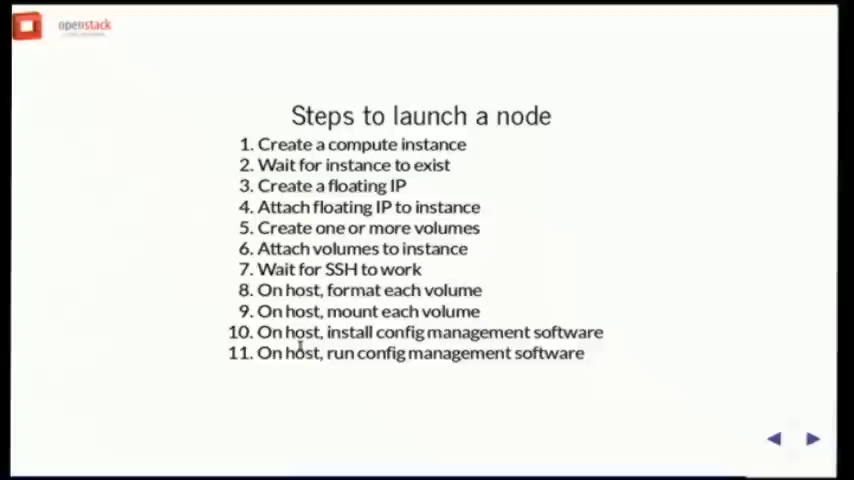 openstack
Steps to launch a node
1. Create a compute instance
2. Wait for instance to exist
3. Create a floating IP
4. Attach floating IP to instance
5. Create one or more volumes
6. Attach volumes to instance
7. Wait for SSH to work
8. On host, format each volume
9. On host, mount each volume
10. On host, install config management software
11. On host, run config management software